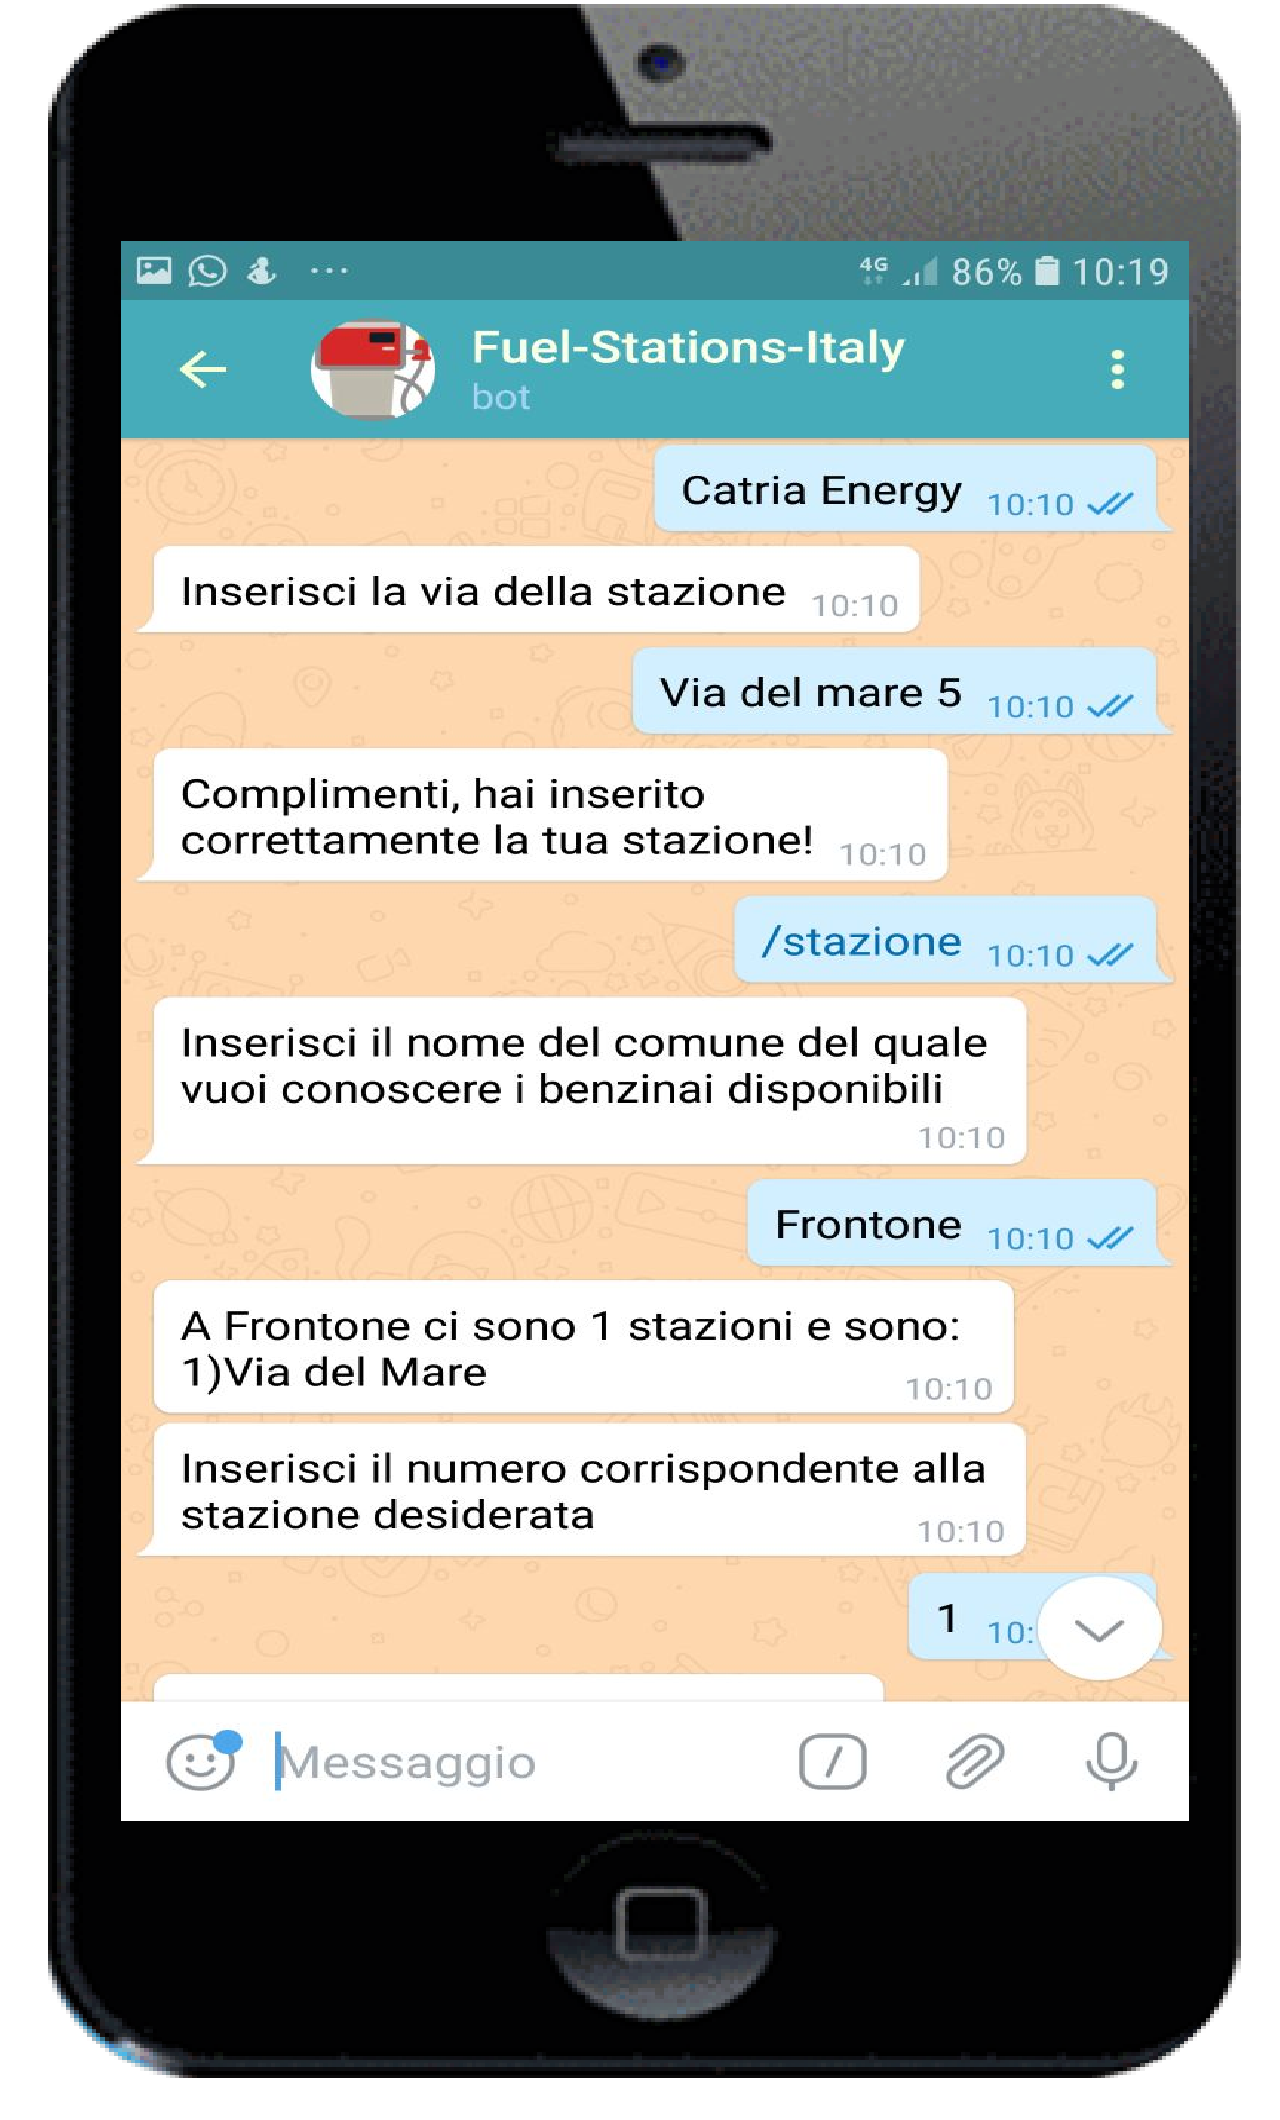 4G 86% 10:19
Fuel-Stations-Italy
bot
Catria Energy 10:10
Inserisci la via della stazione 10:10
Via del mare 5 10:10
Complimenti, hai inserito
correttamente la tua stazione! 10:10
/stazione 10:10
Inserisci il nome del comune del quale
vuoi conoscere i benzinai disponibili
10:10
Frontone 10:10
A Frontone ci sono 1 stazioni e sono:
1)Via del Mare
10:10
Inserisci il numero corrispondente alla
stazione desiderata
10:10
1 10:
Messaggio